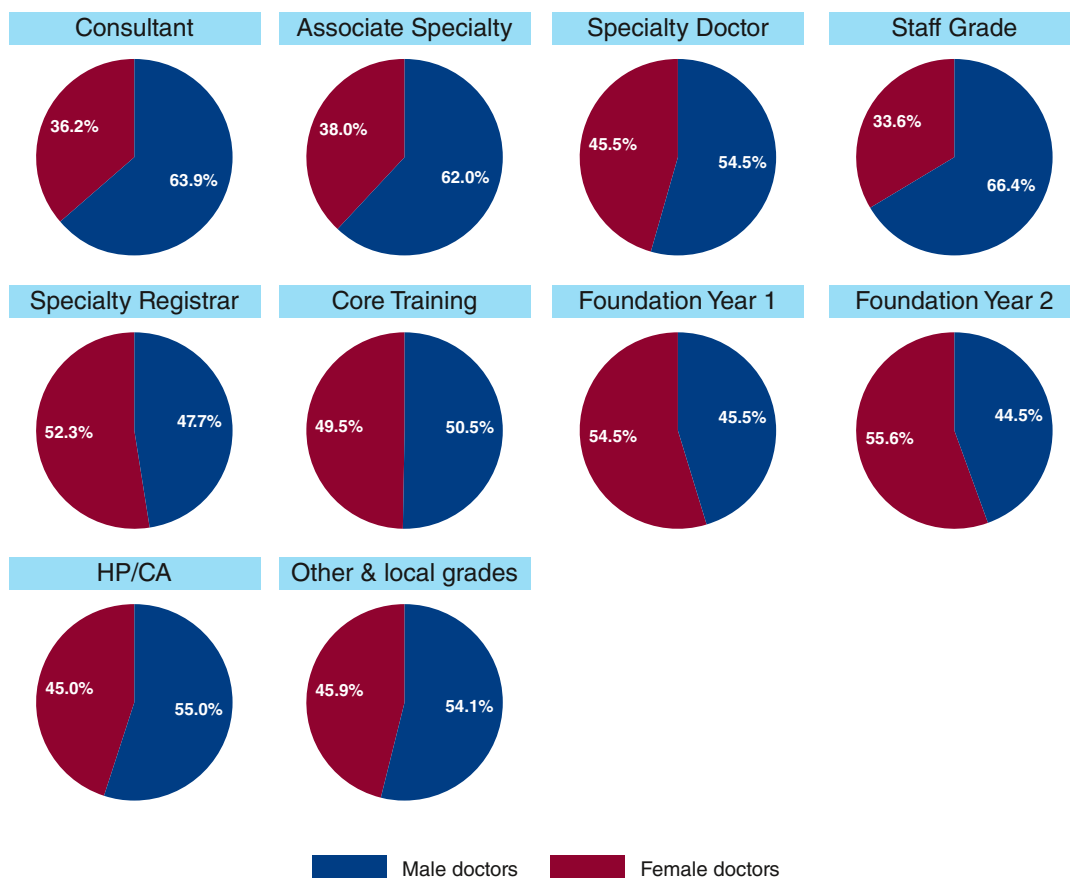 Consultant
Associate Specialty
Specialty Doctor
Staff Grade
36.2%
63.9%
38.0%
62.0%
45.5%
54.5%
33.6%
66.4%
Specialty Registrar
Core Training
Foundation Year 1
Foundation Year 2
52.3%
47.7%
49.5%
50.5%
54.5%
45.5%
55.6%
44.5%
HP/CA
Other & local grades
45.0%
55.0%
45.9%
54.1%
Male doctors
Female doctors